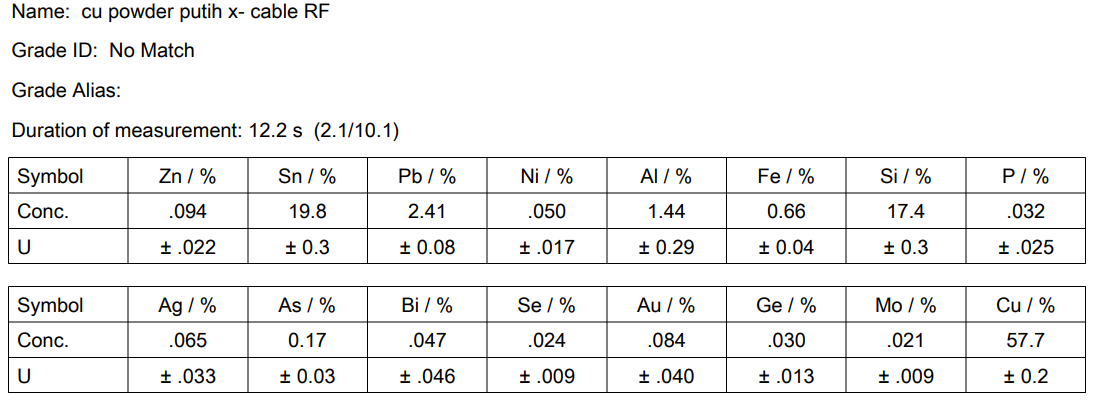 Name: cu powder putih x- cable RF
Grade ID: No Match
Grade Alias:
Duration of measurement: 12.2 s (2.1/10.1)
Symbol Zn / % Sn / % Pb / % Ni / % Al / % Fe / % Si / % P / %
Conc. .094 19.8 2.41 .050 1.44 0.66 17.4 .032
U ± .022 ± 0.3 ± 0.08 ± .017 ± 0.29 ± 0.04 ± 0.3 ± .025
Symbol Ag / % As / % Bi / % Se / % Au / % Ge / % Mo / % Cu / %
Conc. .065 0.17 .047 .024 .084 .030 .021 57.7
U ± .033 ± 0.03 ± .046 ± .009 ± .040 ± .013 ± .009 ± 0.2